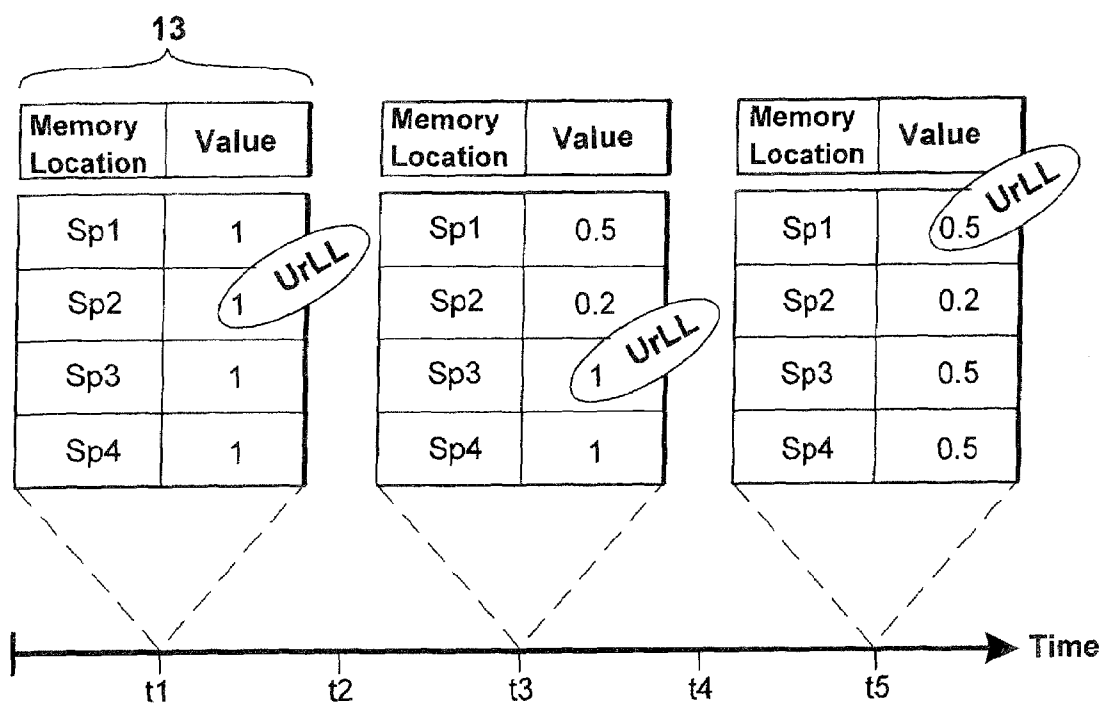 13
Memory Location Value
Sp1 1
UrLL
Sp2 1
Sp3 1
Sp4 1
Memory Location Value
Sp1 0.5
Sp2 0.2
UrLL
Sp3 1
Sp4 1
Memory Location Value
UrLL
Sp1 0.5
Sp2 0.2
Sp3 0.5
Sp4 0.5
Time
t1 t2 t3 t4 t5